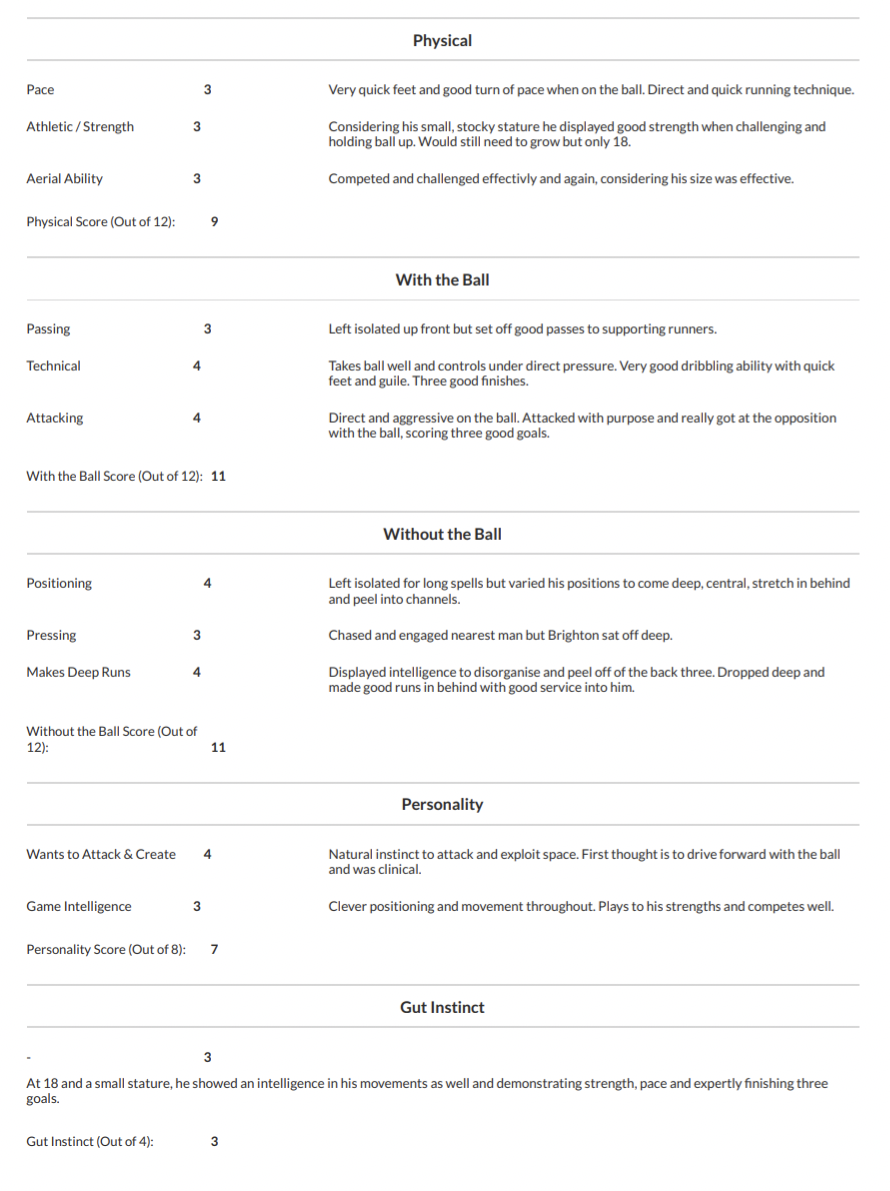 Physical
Pace 3 Very quick feet and good turn of pace when on the ball. Direct and quick running technique.
Athletic / Strength 3 Considering his small, stocky stature he displayed good strength when challenging and
holding ball up. Would still need to grow but only 18.
Aerial Ability 3 Competed and challenged effectivly and again, considering his size was effective.
Physical Score (Out of 12): 9
With the Ball
Passing 3 Left isolated up front but set off good passes to supporting runners.
Technical 4 Takes ball well and controls under direct pressure. Very good dribbling ability with quick
feet and guile. Three good finishes.
Attacking 4 Direct and aggressive on the ball. Attacked with purpose and really got at the opposition
with the ball, scoring three good goals.
With the Ball Score (Out of 12): 11
Without the Ball
Positioning 4 Left isolated for long spells but varied his positions to come deep, central, stretch in behind
and peel into channels.
Pressing 3 Chased and engaged nearest man but Brighton sat off deep.
Makes Deep Runs 4 Displayed intelligence to disorganise and peel off of the back three. Dropped deep and
made good runs in behind with good service into him.
Without the Ball Score (Out of
12): 11
Personality
Wants to Attack & Create 4 Natural instinct to attack and exploit space. First thought is to drive forward with the ball
and was clinical.
Game Intelligence 3 Clever positioning and movement throughout. Plays to his strengths and competes well.
Personality Score (Out of 8): 7
Gut Instinct
- 3
At 18 and a small stature, he showed an intelligence in his movements as well and demonstrating strength, pace and expertly finishing three
goals.
Gut Instinct (Out of 4): 3